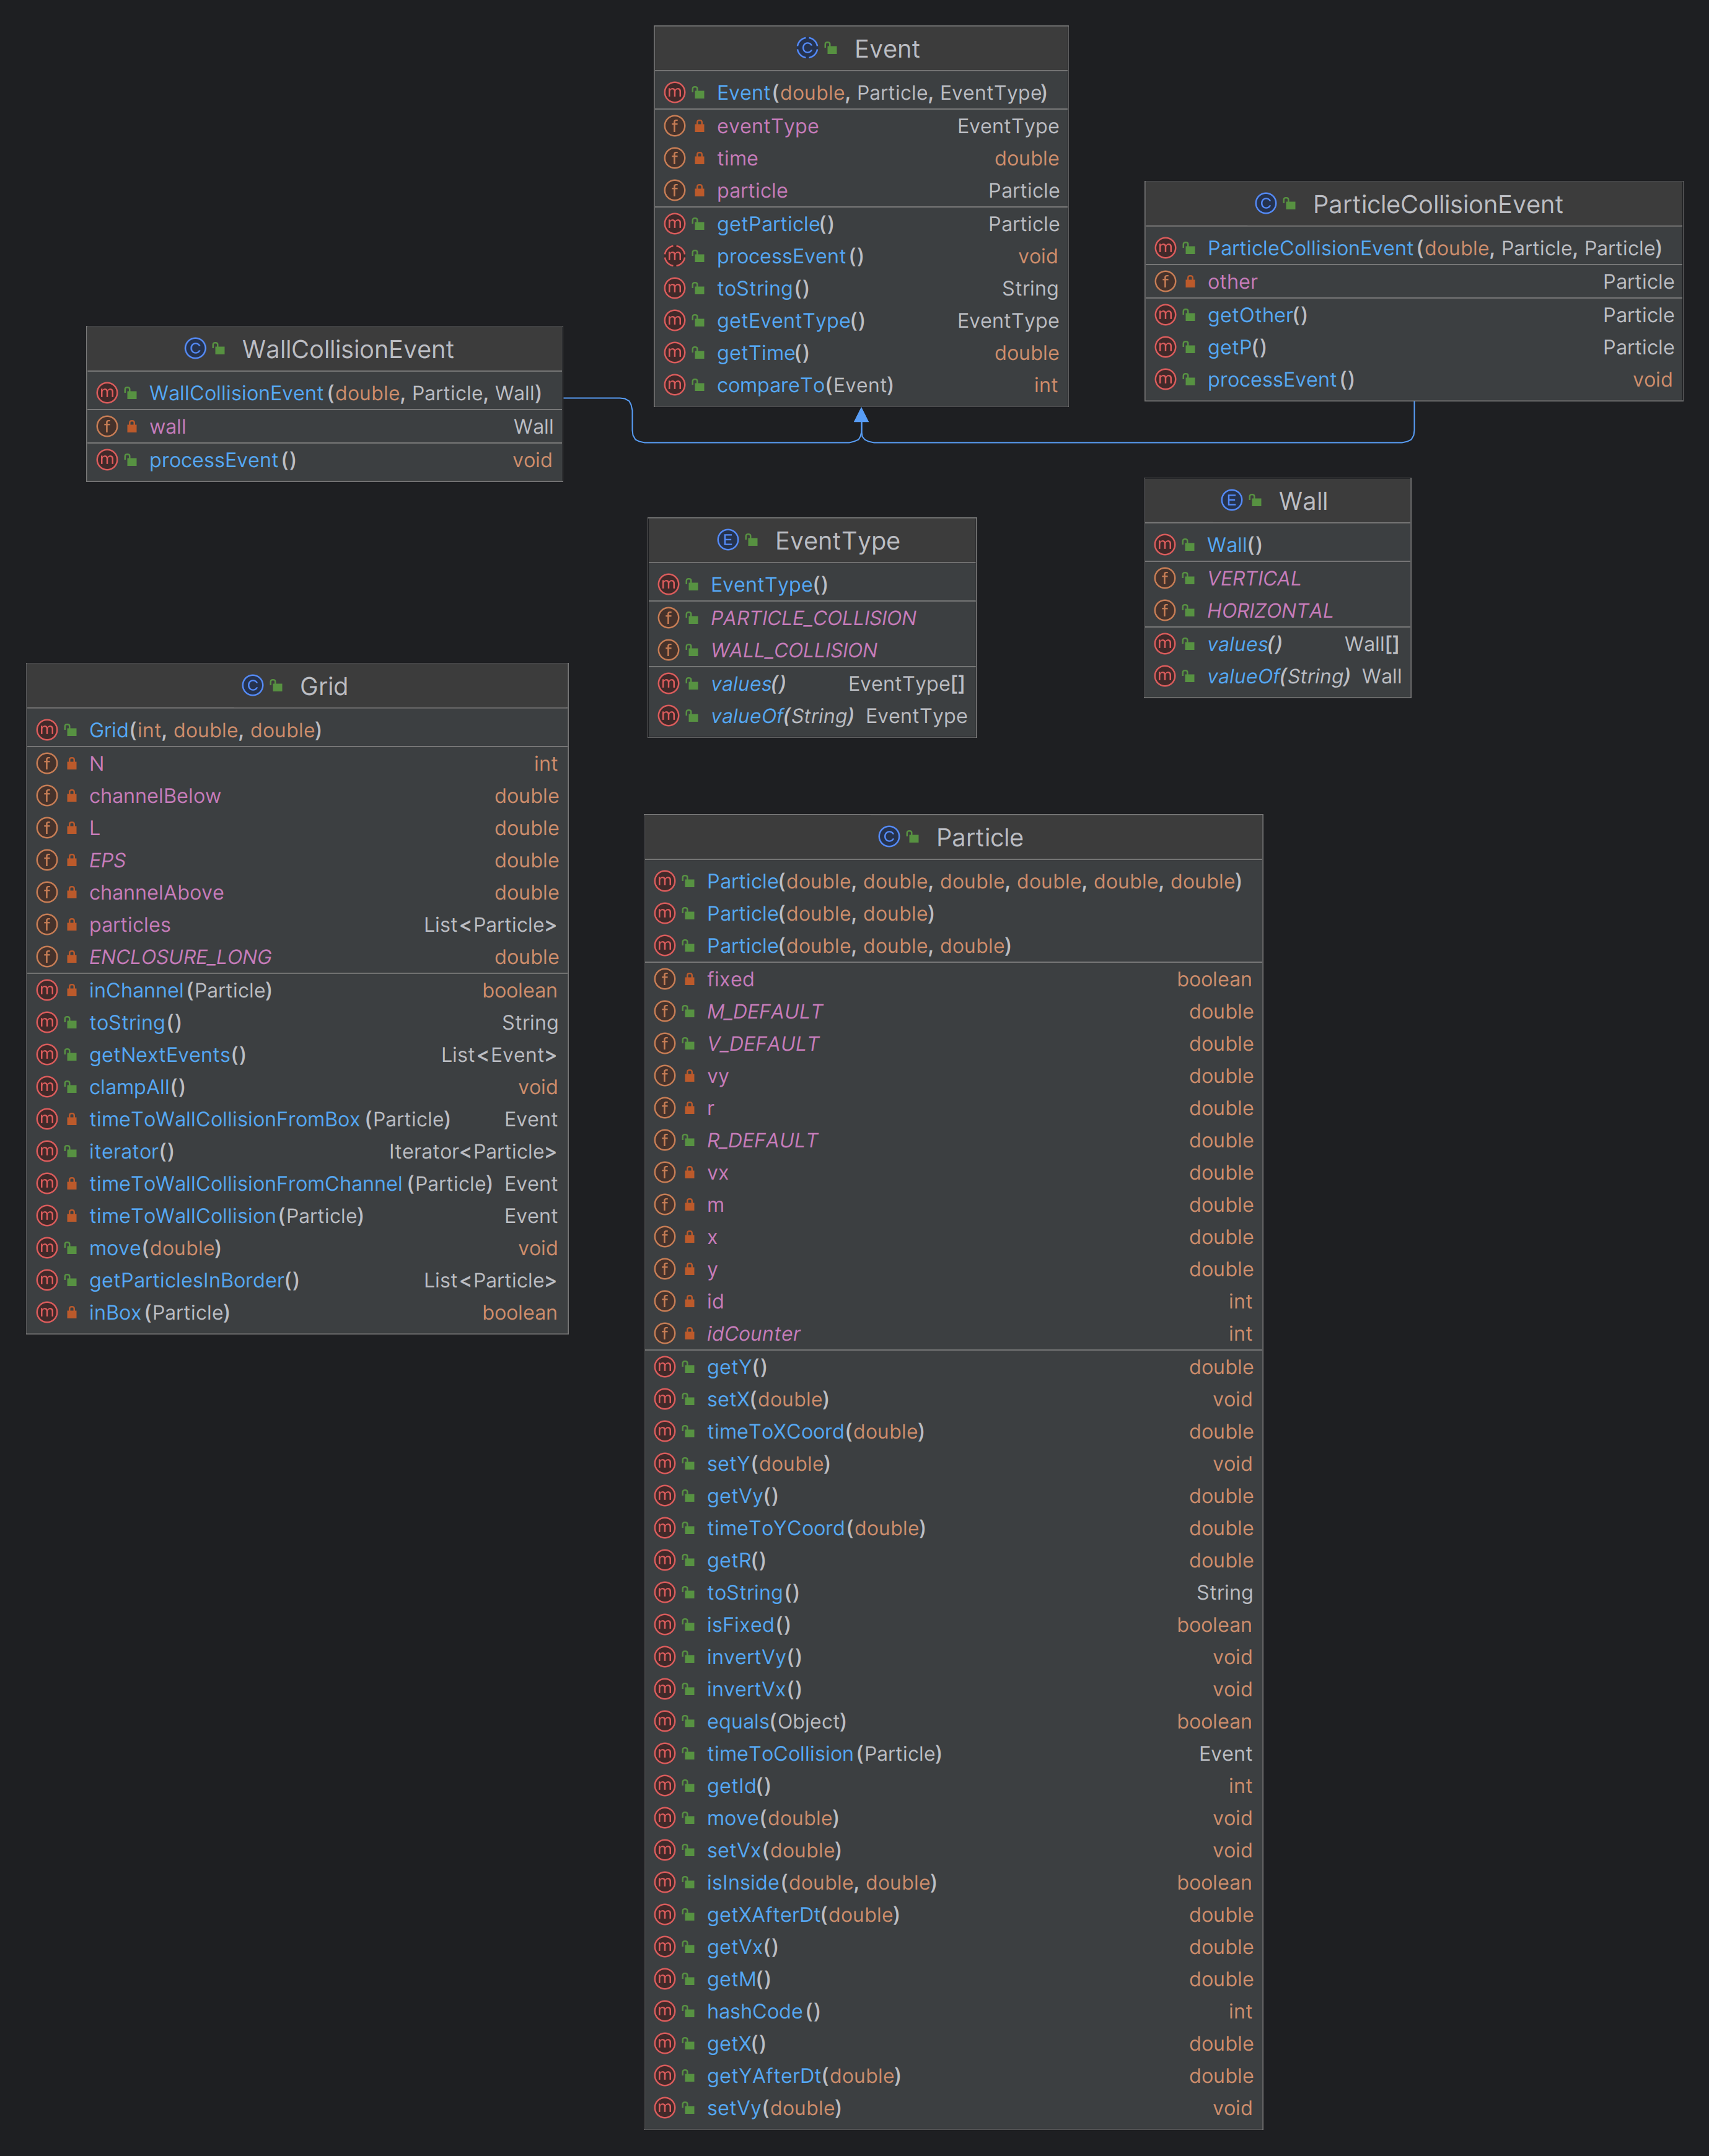 Event
Event(double, Particle, EventType)
eventType EventType
time double
particle Particle
getParticle() Particle
processEvent() void
toString() String
getEventType() EventType
getTime() double
compareTo(Event) int
ParticleCollisionEvent
ParticleCollisionEvent(double, Particle, Particle)
other Particle
getOther() Particle
getP() Particle
processEvent() void
WallCollisionEvent
WallCollisionEvent(double, Particle, Wall)
wall Wall
processEvent() void
Wall
Wall()
VERTICAL
HORIZONTAL
values() Wall[]
valueOf(String) Wall
EventType
EventType()
PARTICLE_COLLISION
WALL_COLLISION
values() EventType[]
valueOf(String) EventType
Grid
Grid(int, double, double)
N int
channelBelow double
L double
EPS double
channelAbove double
particles List<Particle>
ENCLOSURE_LONG double
inChannel(Particle) boolean
toString() String
getNextEvents() List<Event>
clampAll() void
timeToWallCollisionFromBox(Particle) Event
iterator() Iterator<Particle>
timeToWallCollisionFromChannel(Particle) Event
timeToWallCollision(Particle) Event
move(double) void
getParticlesInBorder() List<Particle>
inBox(Particle) boolean
Particle
Particle(double, double, double, double, double, double)
Particle(double, double)
Particle(double, double, double)
fixed boolean
M_DEFAULT double
V_DEFAULT double
vy double
r double
R_DEFAULT double
vx double
m double
x double
y double
id int
idCounter int
getY() double
setX(double) void
timeToXCoord(double) double
setY(double) void
getVy() double
timeToYCoord(double) double
getR() double
toString() String
isFixed() boolean
invertVy() void
invertVx() void
equals(Object) boolean
timeToCollision(Particle) Event
getId() int
move(double) void
setVx(double) void
isInside(double, double) boolean
getXAfterDt(double) double
getVx() double
getM() double
hashCode() int
getX() double
getYAfterDt(double) double
setVy(double) void